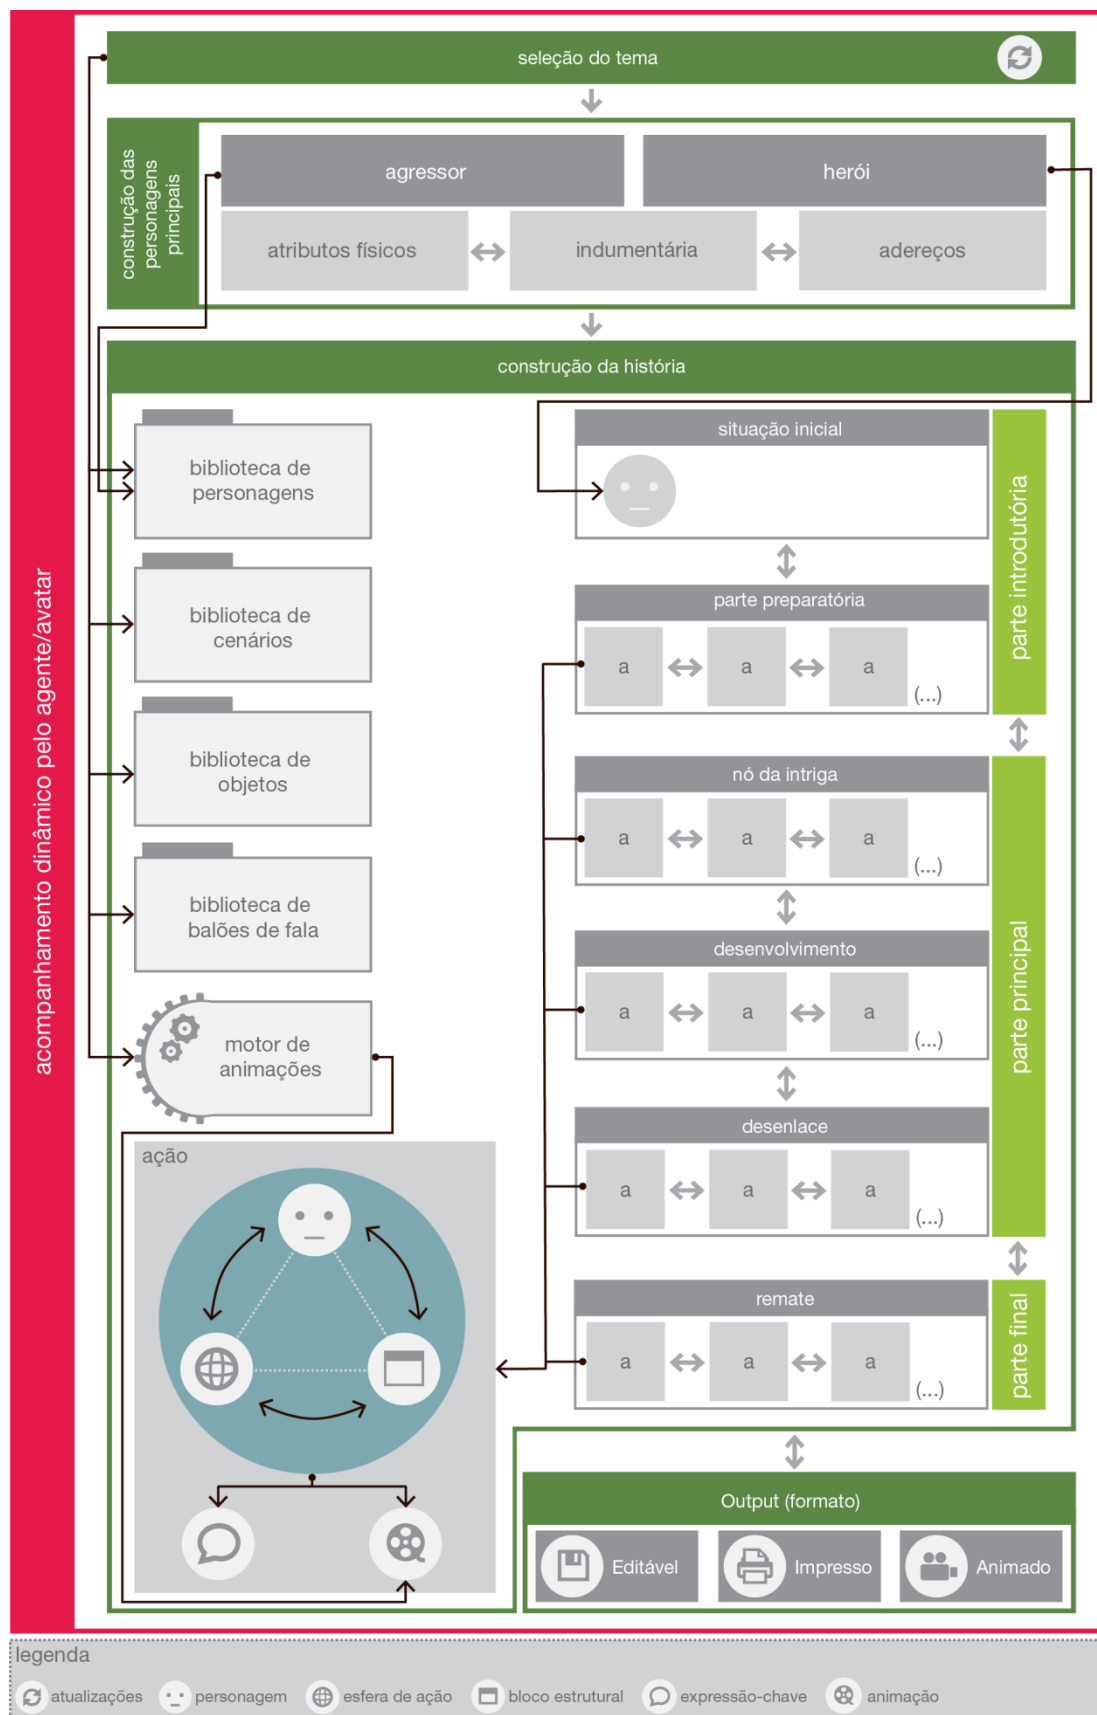 acompanhamento dinâmico pelo agente/avatar
seleção do tema
construção das
personagens
principais
agressor
herói
atributos físicos
indumentária
adereços
construção da história
biblioteca de
personagens
biblioteca de
cenários
biblioteca de
objetos
biblioteca de
balões de fala
motor de
animações
ação
situação inicial
parte preparatória
a
a
a
(...)
parte introdutória
nó da intriga
a
a
a
(...)
desenvolvimento
a
a
a
(...)
desenlace
a
a
a
(...)
parte principal
remate
a
a
a
(...)
parte final
Output (formato)
Editável
Impresso
Animado
legenda
atualizações
personagem
esfera de ação
bloco estrutural
expressão-chave
animação